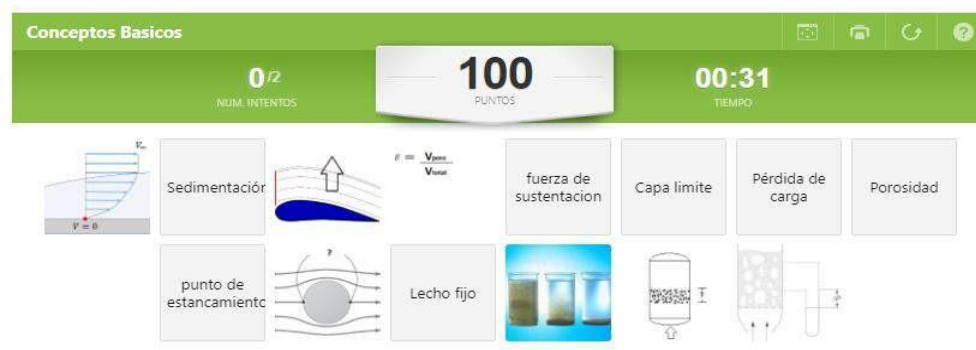 Conceptos Basicos
0/2
NUM. INTENTOS
100
PUNTOS
00:31
TIEMPO
V∞
V = 0
Sedimentación
ε = Vporo / Vtotal
fuerza de
sustentacion
Capa limite
Pérdida de
carga
Porosidad
punto de
estancamiento
?
Lecho fijo